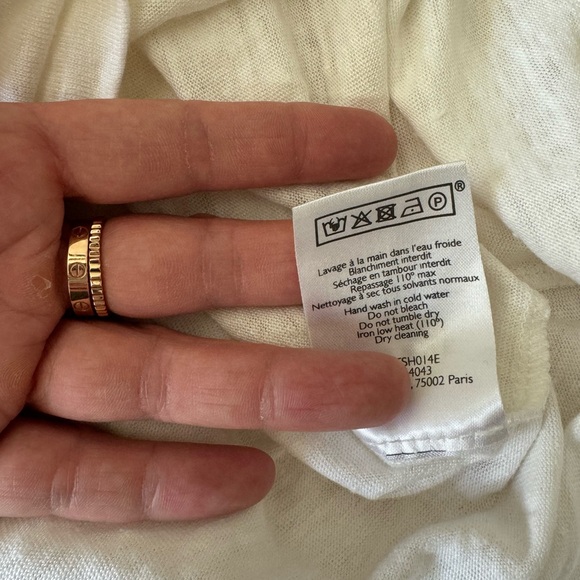 ®
P
Lavage à la main dans l'eau froide
Blanchiment interdit
Séchage en tambour interdit
Repassage 110° max
Nettoyage à sec tous solvants normaux
Hand wash in cold water
Do not bleach
Do not tumble dry
Iron low heat (110°)
Dry cleaning
SH014E
4043
, 75002 Paris